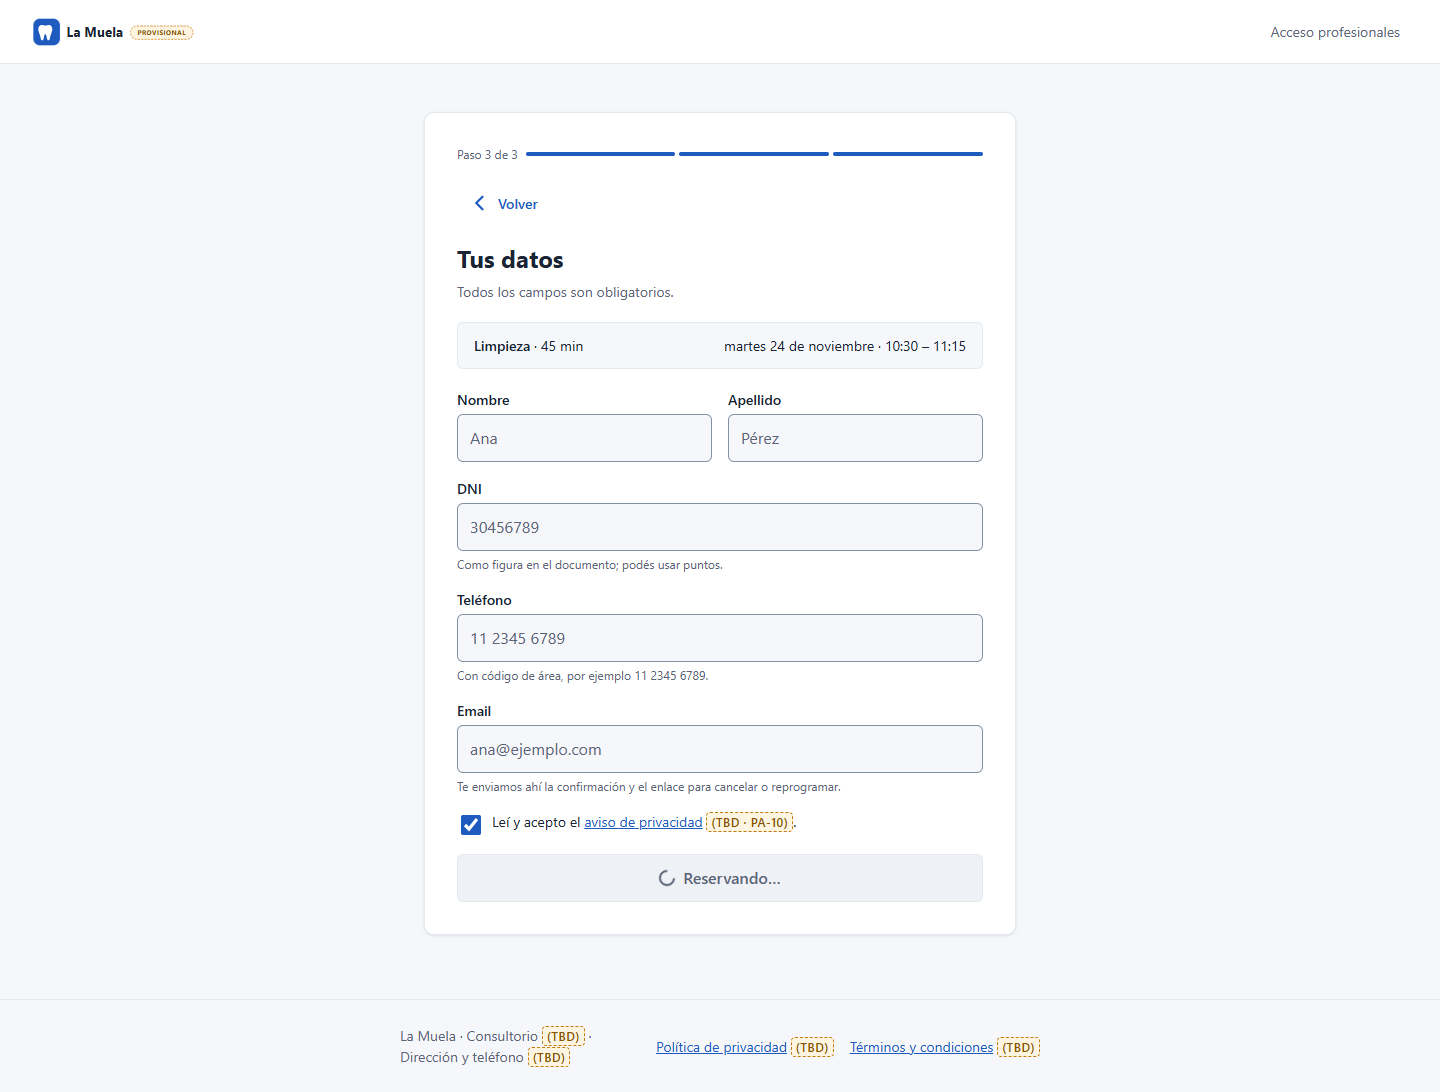 La Muela PROVISIONAL
Acceso profesionales
Paso 3 de 3
Volver
Tus datos
Todos los campos son obligatorios.
Limpieza · 45 min
martes 24 de noviembre · 10:30 – 11:15
Nombre
Apellido
Ana
Pérez
DNI
30456789
Como figura en el documento; podés usar puntos.
Teléfono
11 2345 6789
Con código de área, por ejemplo 11 2345 6789.
Email
ana@ejemplo.com
Te enviamos ahí la confirmación y el enlace para cancelar o reprogramar.
Leí y acepto el aviso de privacidad (TBD · PA-10).
Reservando...
La Muela · Consultorio (TBD) ·
Dirección y teléfono (TBD)
Política de privacidad (TBD)
Términos y condiciones (TBD)